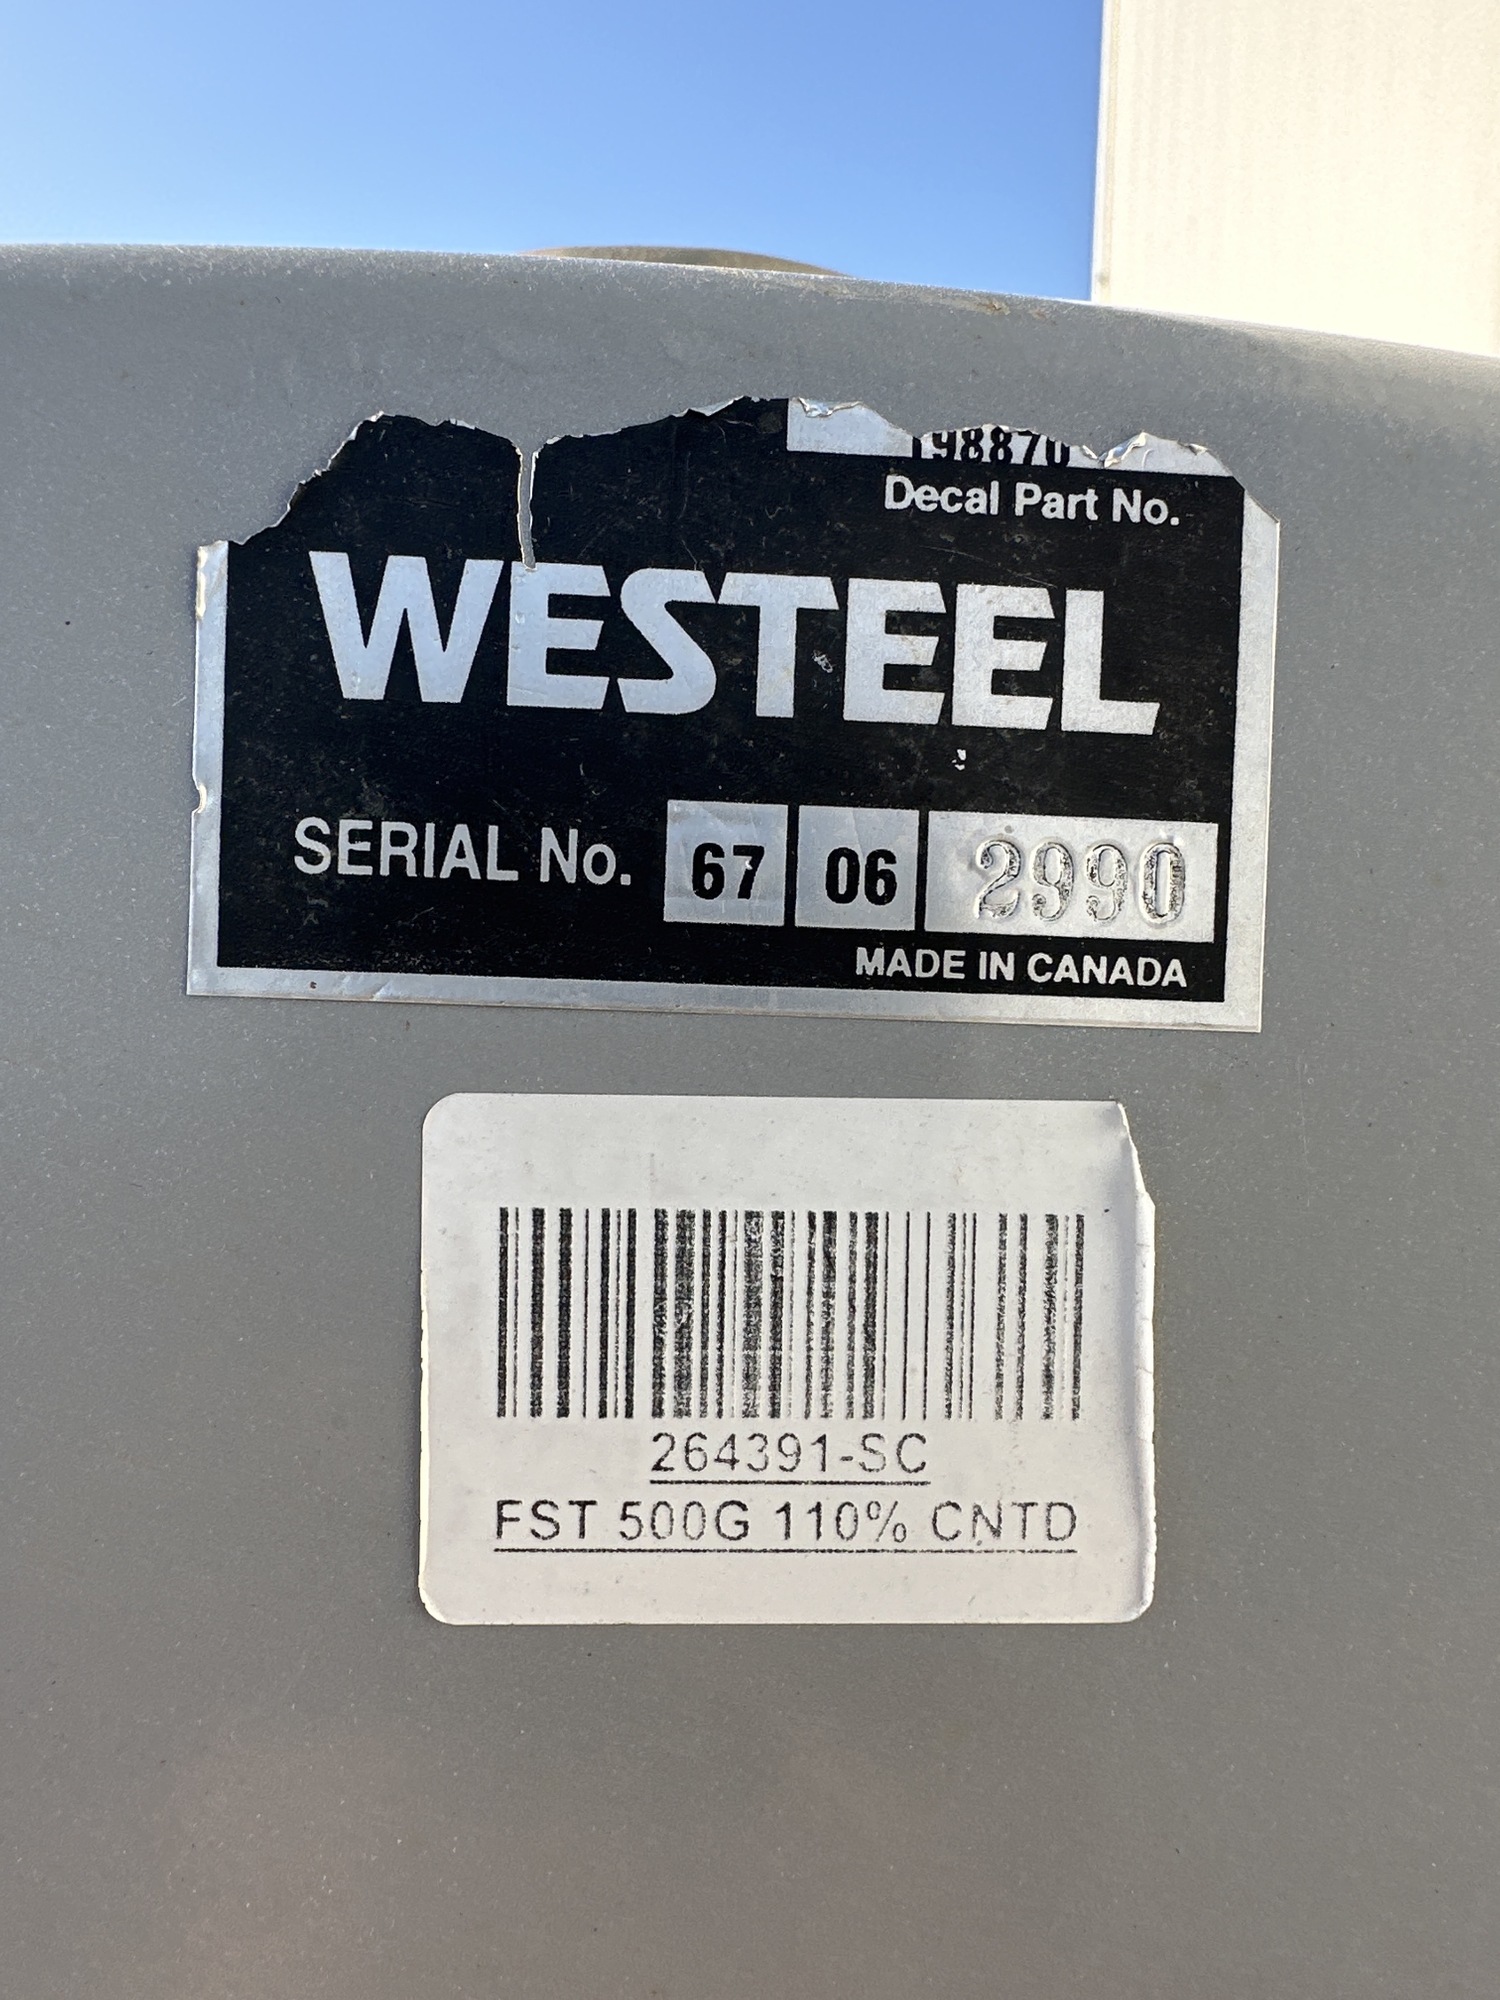 198870
Decal Part No.
WESTEEL
SERIAL No. 67 06 2990
MADE IN CANADA
264391-SC
FST 500G 110% CNTD